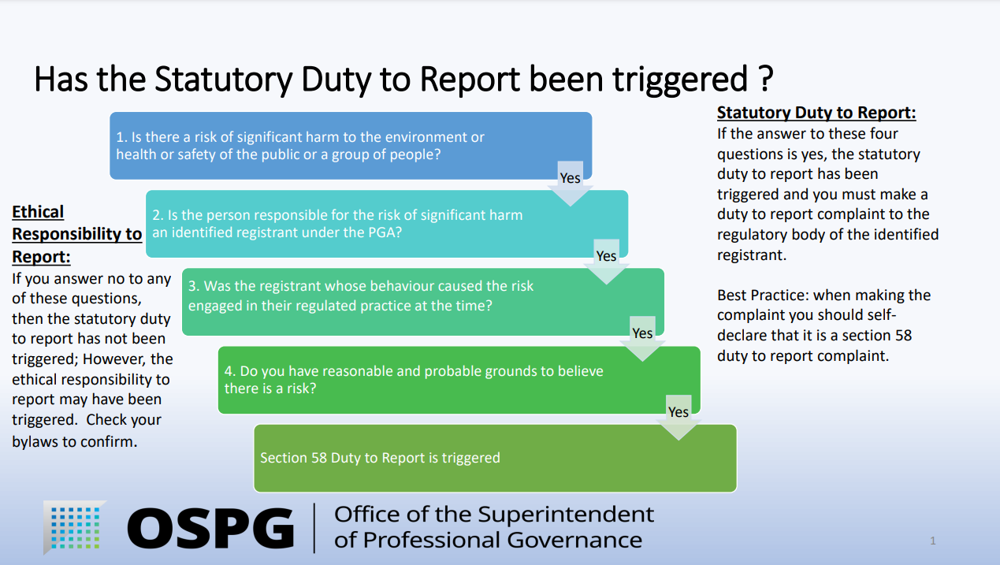 Has the Statutory Duty to Report been triggered ?
1. Is there a risk of significant harm to the environment or
health or safety of the public or a group of people?
Yes
2. Is the person responsible for the risk of significant harm
an identified registrant under the PGA?
Yes
3. Was the registrant whose behaviour caused the risk
engaged in their regulated practice at the time?
Yes
4. Do you have reasonable and probable grounds to believe
there is a risk?
Yes
Section 58 Duty to Report is triggered
Ethical
Responsibility to
Report:
If you answer no to any
of these questions,
then the statutory duty
to report has not been
triggered; However, the
ethical responsibility to
report may have been
triggered.  Check your
bylaws to confirm.
Statutory Duty to Report:
If the answer to these four
questions is yes, the statutory
duty to report has been
triggered and you must make a
duty to report complaint to the
regulatory body of the identified
registrant.
Best Practice: when making the
complaint you should self-
declare that it is a section 58
duty to report complaint.
OSPG
Office of the Superintendent
of Professional Governance
1